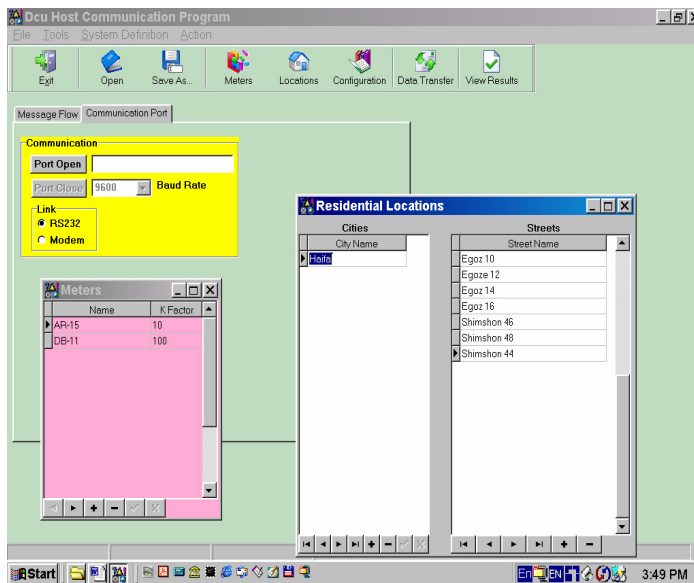 Dcu Host Communication Program
File Tools System Definition Action
Exit Open Save As... Meters Locations Configuration Data Transfer View Results
Message Flow Communication Port
Communication
Port Open
Port Close 9600 Baud Rate
Link
RS232
Modem
Residential Locations
Cities Streets
City Name Street Name
Haifa Egoz 10
Egoze 12
Egoz 14
Egoz 16
Shimshon 46
Shimshon 48
Shimshon 44
Meters
Name K Factor
AR-15 10
DB-11 100
Start En EN 3:49 PM